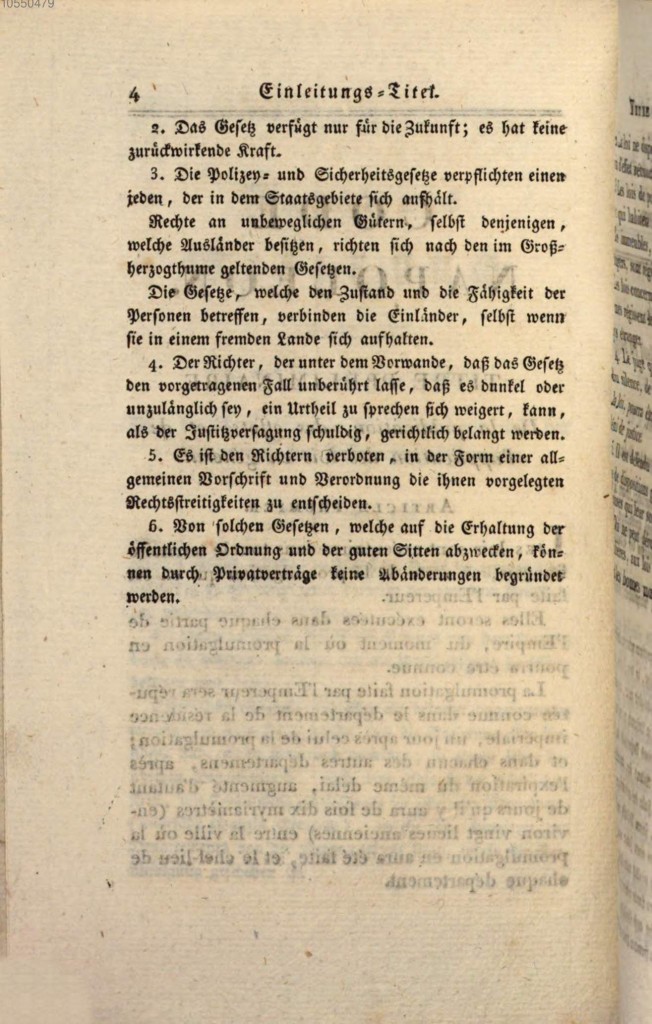 10550479
4 Einleitungs-Titel.
2. Das Gesetz verfügt nur für die Zukunft; es hat keine
zurückwirkende Kraft.
3. Die Polizey- und Sicherheitsgesetze verpflichten einen
jeden, der in dem Staatsgebiete sich aufhält.
Rechte an unbeweglichen Gütern, selbst denjenigen,
welche Ausländer besitzen, richten sich nach den im Groß-
herzogthume geltenden Gesetzen.
Die Gesetze, welche den Zustand und die Fähigkeit der
Personen betreffen, verbinden die Einländer, selbst wenn
sie in einem fremden Lande sich aufhalten.
4. Der Richter, der unter dem Vorwande, daß das Gesetz
den vorgetragenen Fall unberührt lasse, daß es dunkel oder
unzulänglich sey, ein Urtheil zu sprechen sich weigert, kann,
als der Justitzversagung schuldig, gerichtlich belangt werden.
5. Es ist den Richtern verboten, in der Form einer all-
gemeinen Vorschrift und Verordnung die ihnen vorgelegten
Rechtsstreitigkeiten zu entscheiden.
6. Von solchen Gesetzen, welche auf die Erhaltung der
öffentlichen Ordnung und der guten Sitten abzwecken, kön-
nen durch Privatverträge keine Abänderungen begründet
werden.